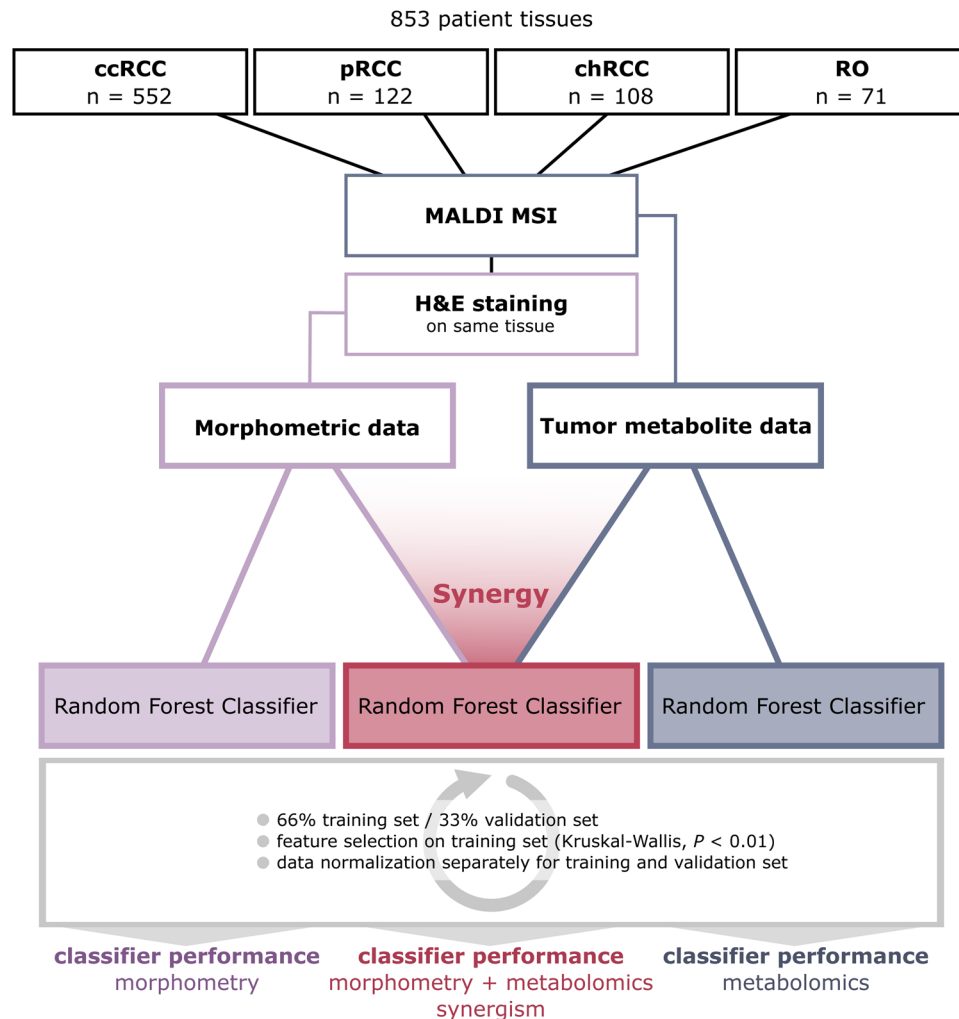 853 patient tissues
ccRCC
n = 552
pRCC
n = 122
chRCC
n = 108
RO
n = 71
MALDI MSI
H&E staining
on same tissue
Morphometric data
Tumor metabolite data
Synergy
Random Forest Classifier
Random Forest Classifier
Random Forest Classifier
66% training set / 33% validation set
feature selection on training set (Kruskal-Wallis, P < 0.01)
data normalization separately for training and validation set
classifier performance
morphometry
classifier performance
morphometry + metabolomics
synergism
classifier performance
metabolomics